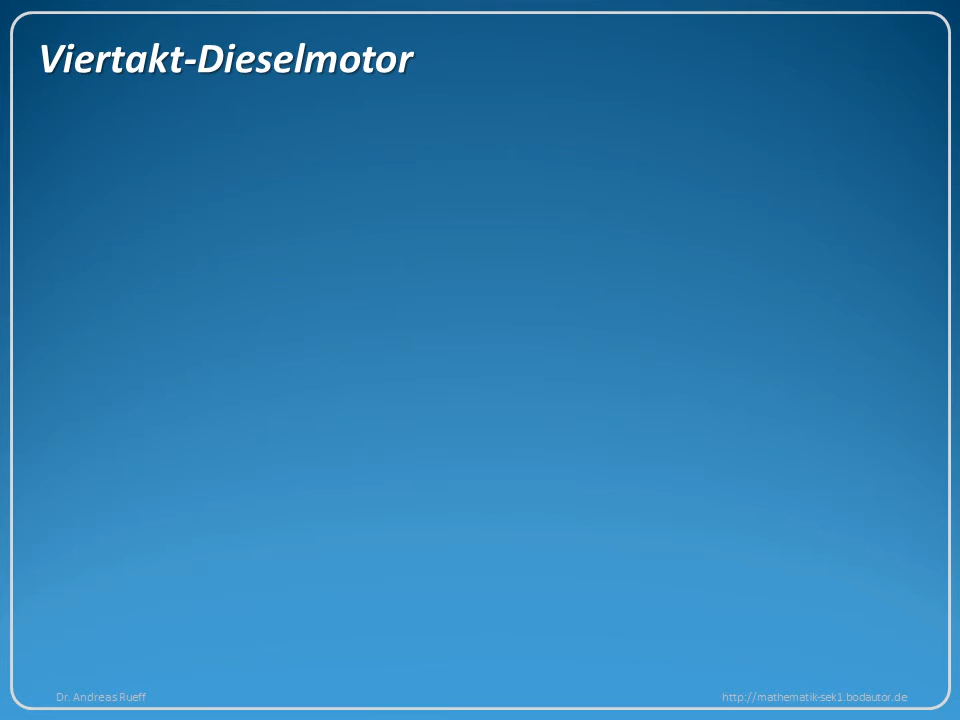 Viertakt-Dieselmotor
Dr. Andreas Rueff
http://mathematik-sek1.bodautor.de